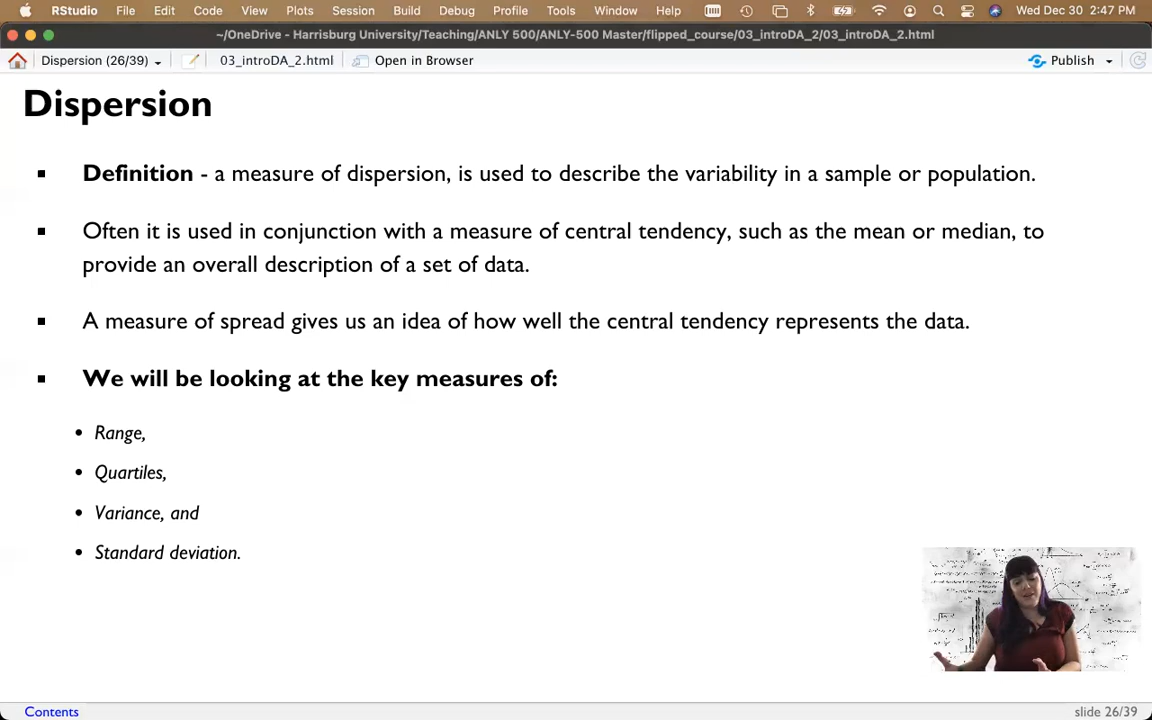 RStudio File Edit Code View Plots Session Build Debug Profile Tools Window Help Wed Dec 30 2:47 PM
~/OneDrive - Harrisburg University/Teaching/ANLY 500/ANLY-500 Master/flipped_course/03_introDA_2/03_introDA_2.html
Dispersion (26/39) 03_introDA_2.html Open in Browser Publish
Dispersion
Definition - a measure of dispersion, is used to describe the variability in a sample or population.
Often it is used in conjunction with a measure of central tendency, such as the mean or median, to
provide an overall description of a set of data.
A measure of spread gives us an idea of how well the central tendency represents the data.
We will be looking at the key measures of:
Range,
Quartiles,
Variance, and
Standard deviation.
Contents slide 26/39